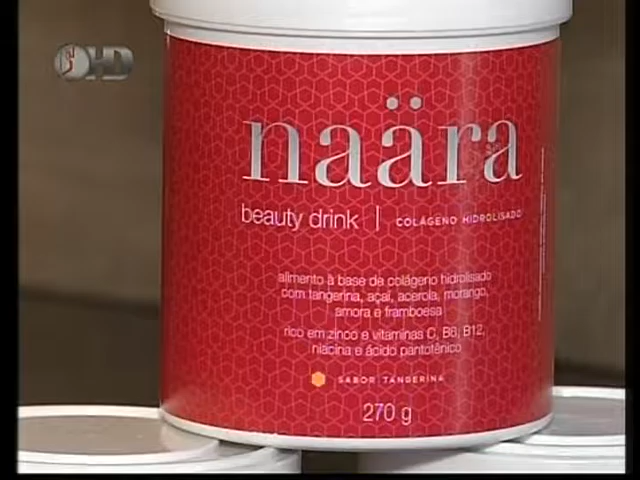 HD
naära
beauty drink | COLÁGENO HIDROLISADO
alimento à base de colágeno hidrolisado
com tangerina, açaí, acerola, morango,
amora e framboesa
rico em zinco e vitaminas C, B6, B12,
niacina e ácido pantotênico
SABOR TANGERINA
270 g